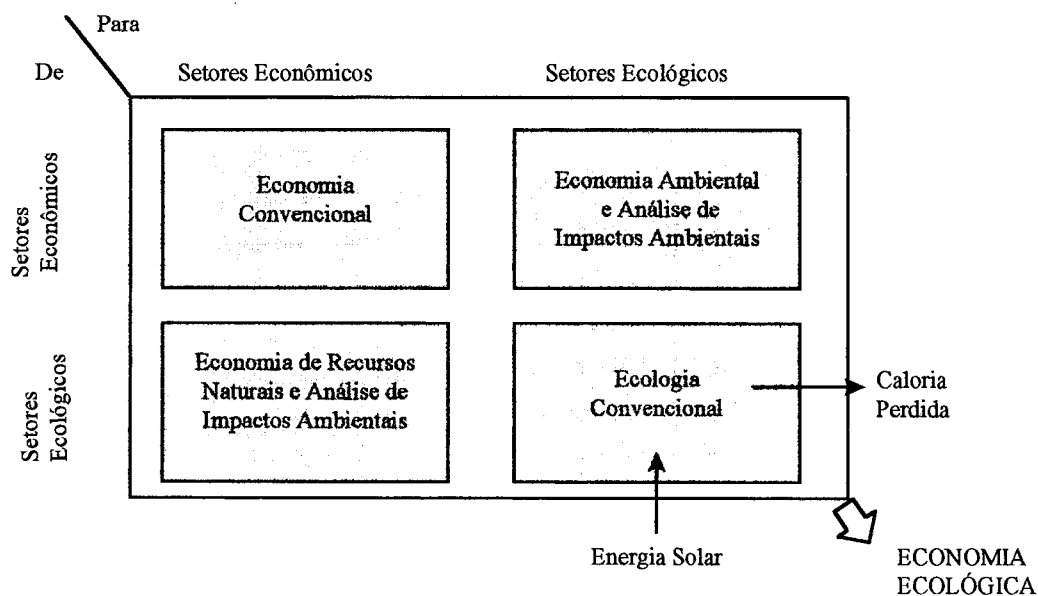 Para
De
Setores Econômicos
Setores Ecológicos
Setores
Econômicos
Economia
Convencional
Economia Ambiental
e Análise de
Impactos Ambientais
Setores
Ecológicos
Economia de Recursos
Naturais e Análise de
Impactos Ambientais
Ecologia
Convencional
Caloria
Perdida
Energia Solar
ECONOMIA
ECOLÓGICA